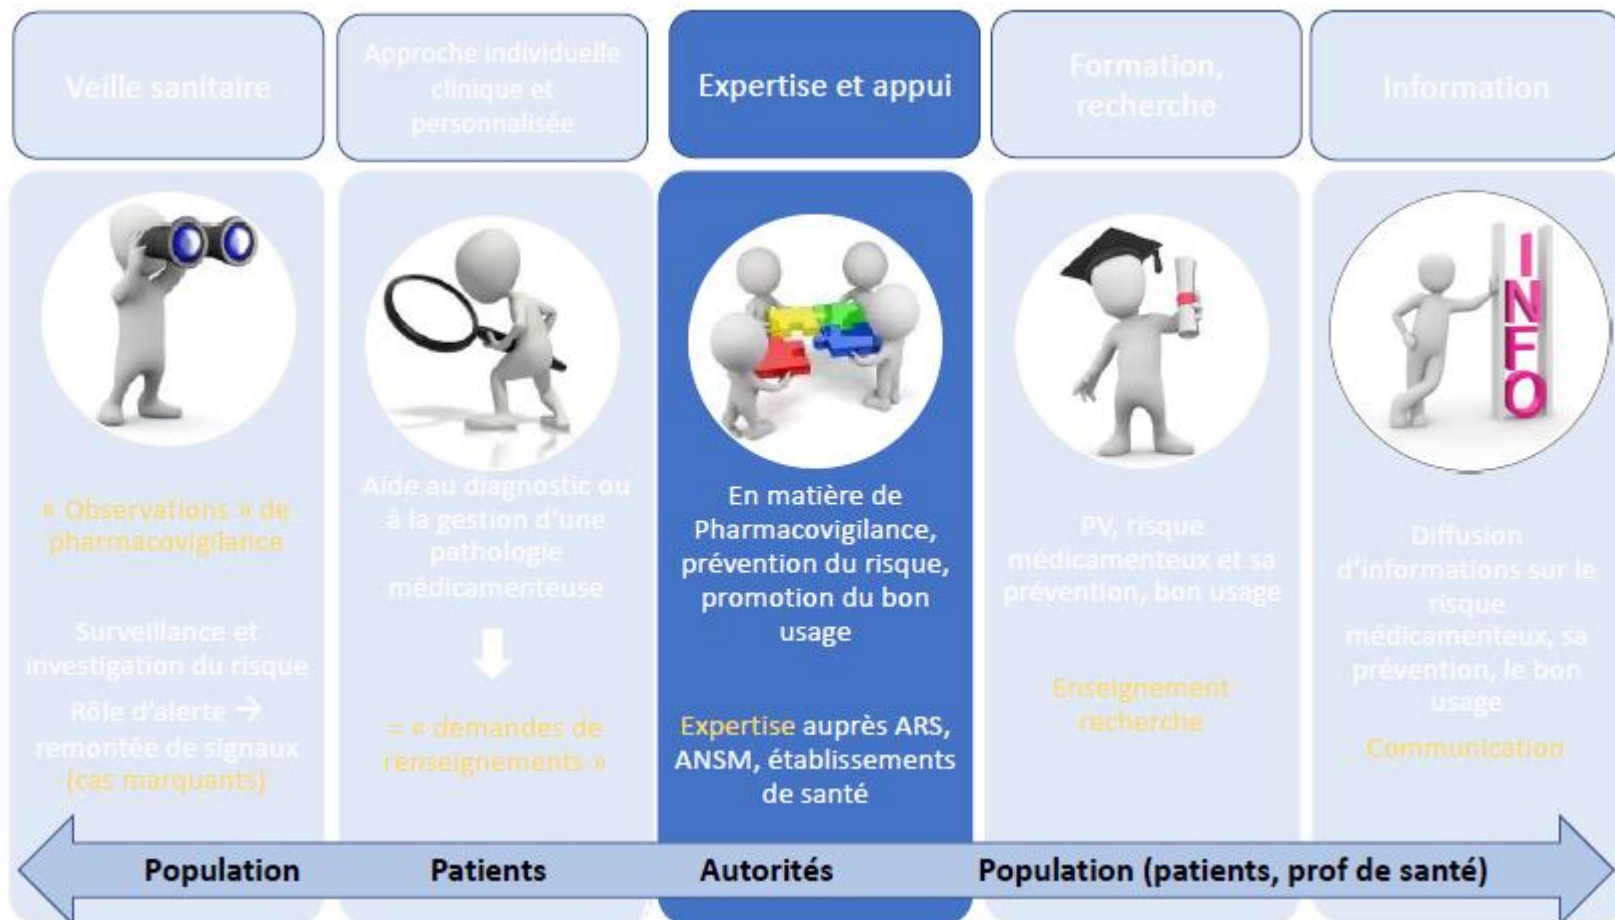 Veille sanitaire
Approche individuelle
clinique et
personnalisée
Expertise et appui
Formation,
recherche
Information
« Observations » de
pharmacovigilance
Surveillance et
investigation du risque
Rôle d'alerte →
remontée de signaux
(cas marquants)
Aide au diagnostic ou
à la gestion d'une
pathologie
médicamenteuse
= « demandes de
renseignements »
En matière de
Pharmacovigilance,
prévention du risque,
promotion du bon
usage
Expertise auprès ARS,
ANSM, établissements
de santé
PV, risque
médicamenteux et sa
prévention, bon usage
Enseignement
recherche
INFO
Diffusion
d'informations sur le
risque
médicamenteux, sa
prévention, le bon
usage
Communication
Population
Patients
Autorités
Population (patients, prof de santé)